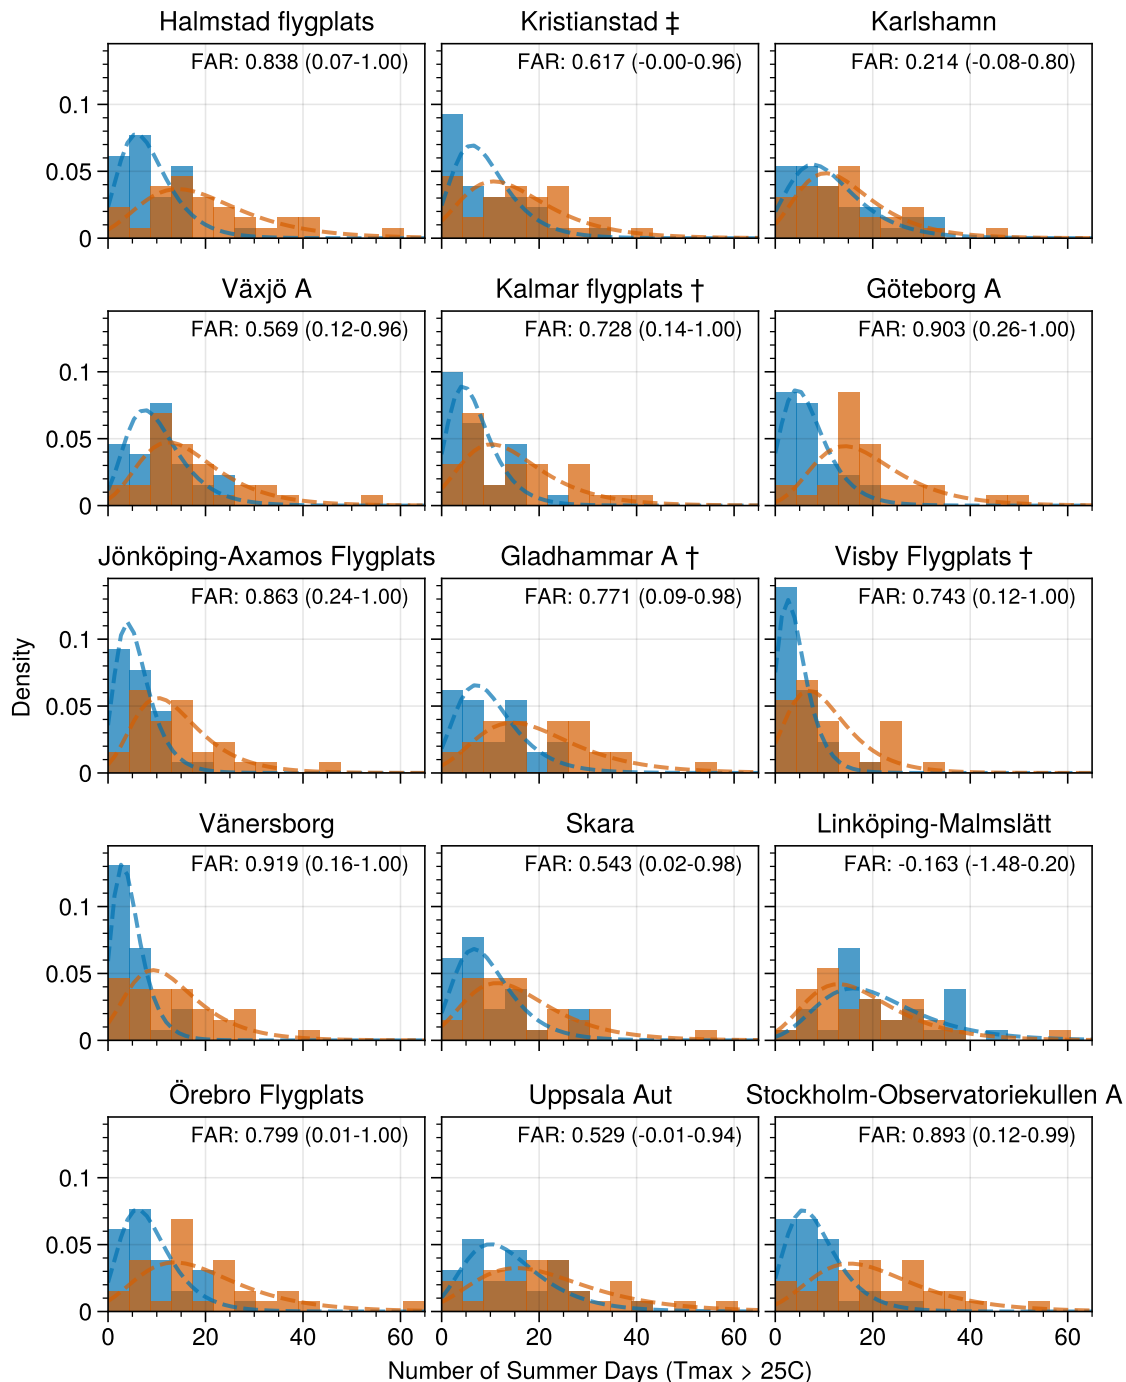 Halmstad flygplats
FAR: 0.838 (0.07-1.00)
0.1
0.05
0
Kristianstad ‡
FAR: 0.617 (-0.00-0.96)
Karlshamn
FAR: 0.214 (-0.08-0.80)
Växjö A
FAR: 0.569 (0.12-0.96)
0.1
0.05
0
Kalmar flygplats †
FAR: 0.728 (0.14-1.00)
Göteborg A
FAR: 0.903 (0.26-1.00)
Jönköping-Axamos Flygplats
FAR: 0.863 (0.24-1.00)
0.1
0.05
0
Gladhammar A †
FAR: 0.771 (0.09-0.98)
Visby Flygplats †
FAR: 0.743 (0.12-1.00)
Density
Vänersborg
FAR: 0.919 (0.16-1.00)
0.1
0.05
0
Skara
FAR: 0.543 (0.02-0.98)
Linköping-Malmslätt
FAR: -0.163 (-1.48-0.20)
Örebro Flygplats
FAR: 0.799 (0.01-1.00)
0.1
0.05
0
0 20 40 60
Uppsala Aut
FAR: 0.529 (-0.01-0.94)
0 20 40 60
Stockholm-Observatoriekullen A
FAR: 0.893 (0.12-0.99)
0 20 40 60
Number of Summer Days (Tmax > 25C)